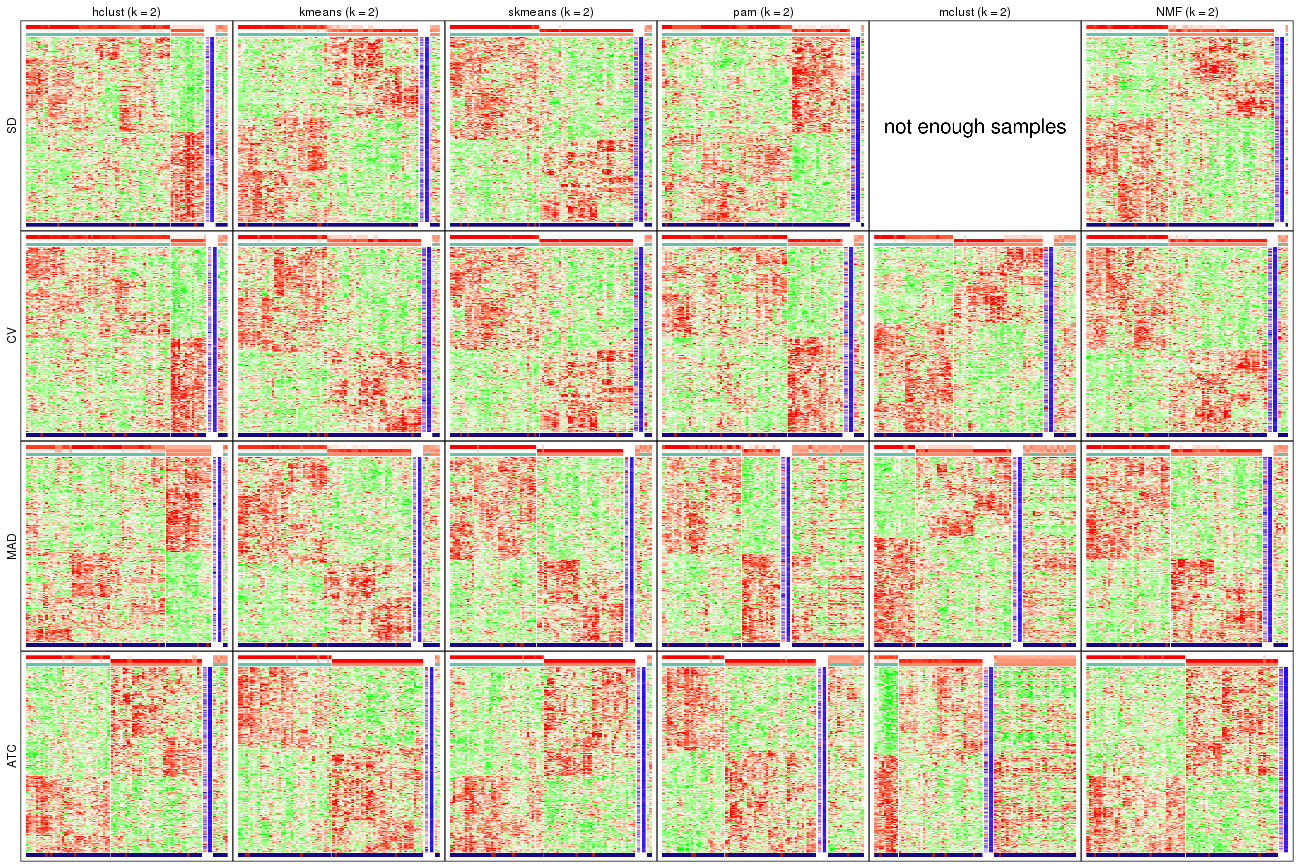 hclust (k = 2)
kmeans (k = 2)
skmeans (k = 2)
pam (k = 2)
mclust (k = 2)
NMF (k = 2)
SD
not enough samples
CV
MAD
ATC